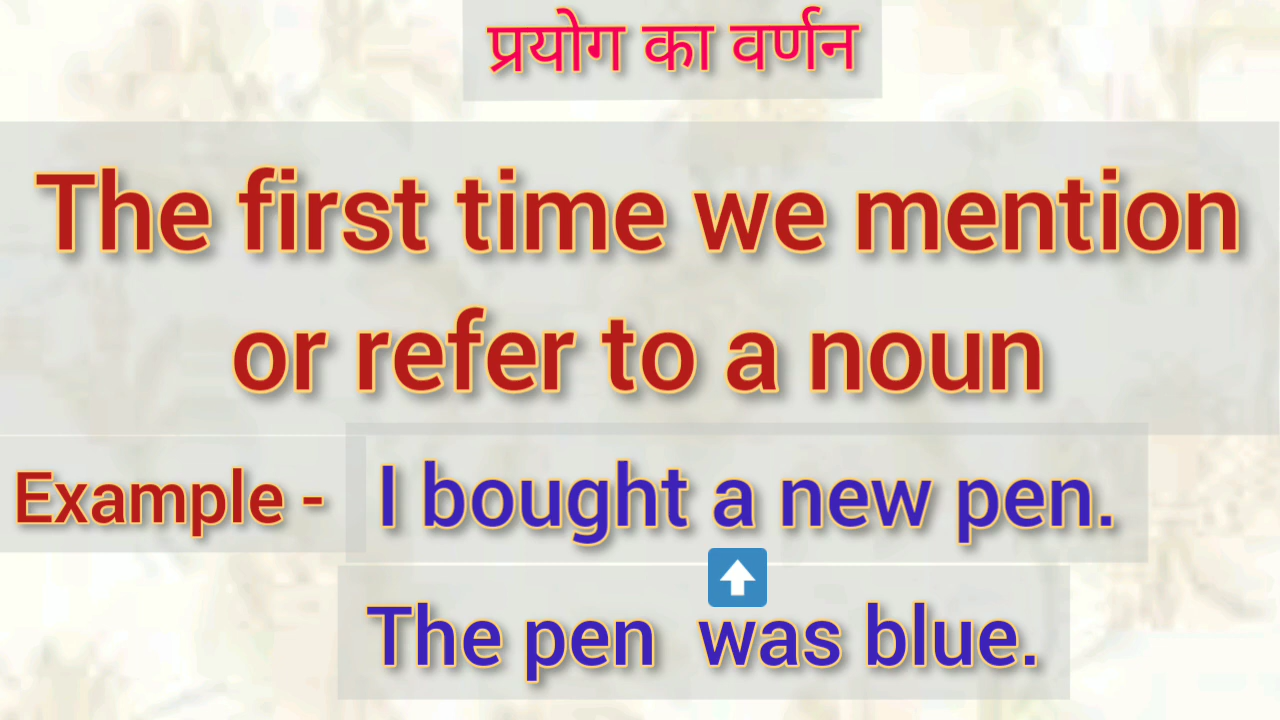 प्रयोग का वर्णन
The first time we mention
or refer to a noun
Example - I bought a new pen.
The pen was blue.